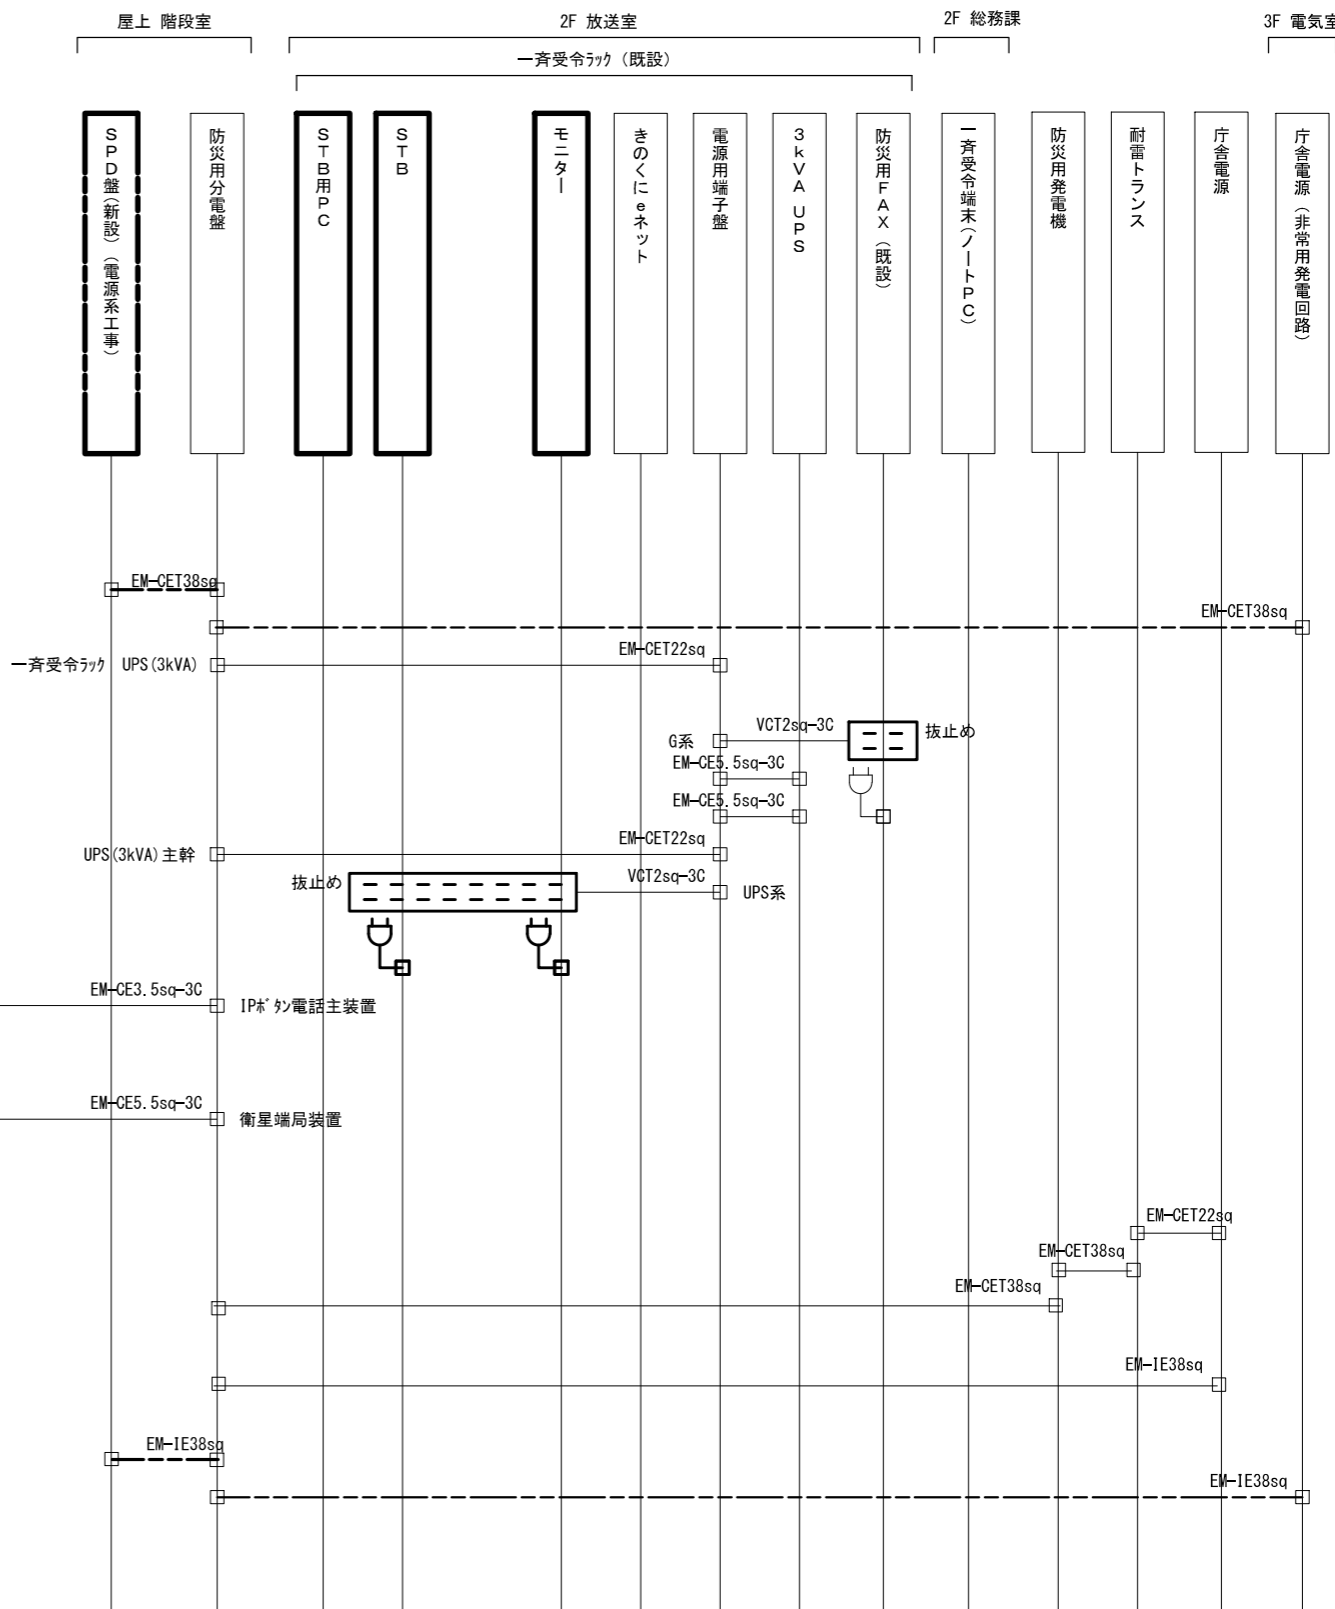 屋上 階段室
2F 放送室
2F 総務課
3F 電気室
一斉受令ﾗｯｸ（既設）
SPD盤（新設）（電源系工事）
防災用分電盤
STB用PC
STB
モニター
きのくにeネット
電源用端子盤
3kVA UPS
防災用FAX（既設）
一斉受令端末（ノートPC）
防災用発電機
耐雷トランス
庁舎電源
庁舎電源（非常用発電回路）
EM-CET38sq
EM-CET38sq
EM-CET22sq
一斉受令ﾗｯｸ UPS(3kVA)
VCT2sq-3C
抜止め
G系
EM-CE5.5sq-3C
EM-CE5.5sq-3C
EM-CET22sq
UPS(3kVA)主幹
VCT2sq-3C
抜止め
UPS系
EM-CE3.5sq-3C
IPﾎﾞﾀﾝ電話主装置
EM-CE5.5sq-3C
衛星端局装置
EM-CET22sq
EM-CET38sq
EM-CET38sq
EM-IE38sq
EM-IE38sq
EM-IE38sq